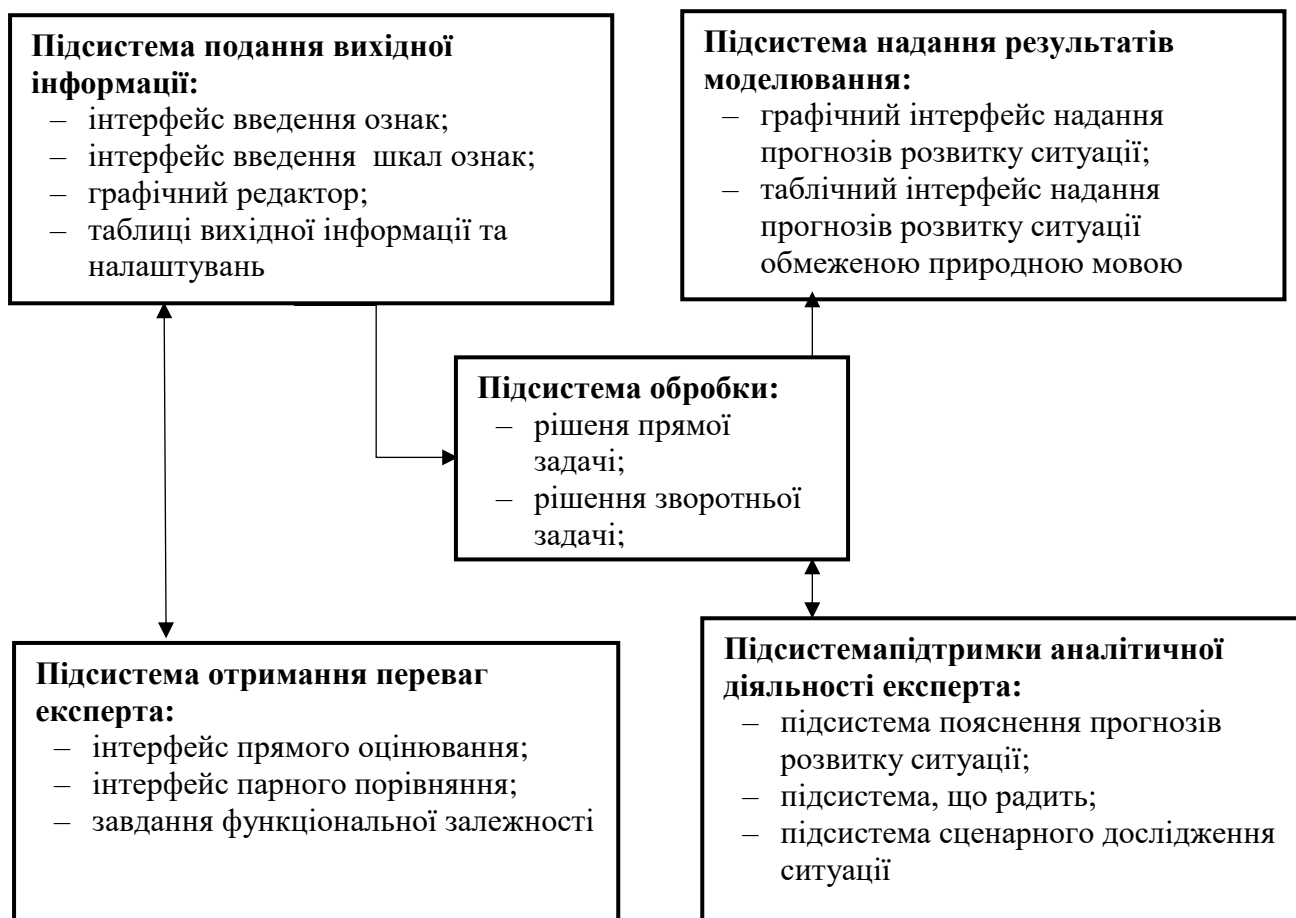 Підсистема подання вихідної
інформації:
– інтерфейс введення ознак;
– інтерфейс введення шкал ознак;
– графічний редактор;
– таблиці вихідної інформації та
налаштувань
Підсистема надання результатів
моделювання:
– графічний інтерфейс надання
прогнозів розвитку ситуації;
– таблічний інтерфейс надання
прогнозів розвитку ситуації
обмеженою природною мовою
Підсистема обробки:
– рішеня прямої
задачі;
– рішення зворотньої
задачі;
Підсистема отримання переваг
експерта:
– інтерфейс прямого оцінювання;
– інтерфейс парного порівняння;
– завдання функціональної залежності
Підсистемапідтримки аналітичної
діяльності експерта:
– підсистема пояснення прогнозів
розвитку ситуації;
– підсистема, що радить;
– підсистема сценарного дослідження
ситуації